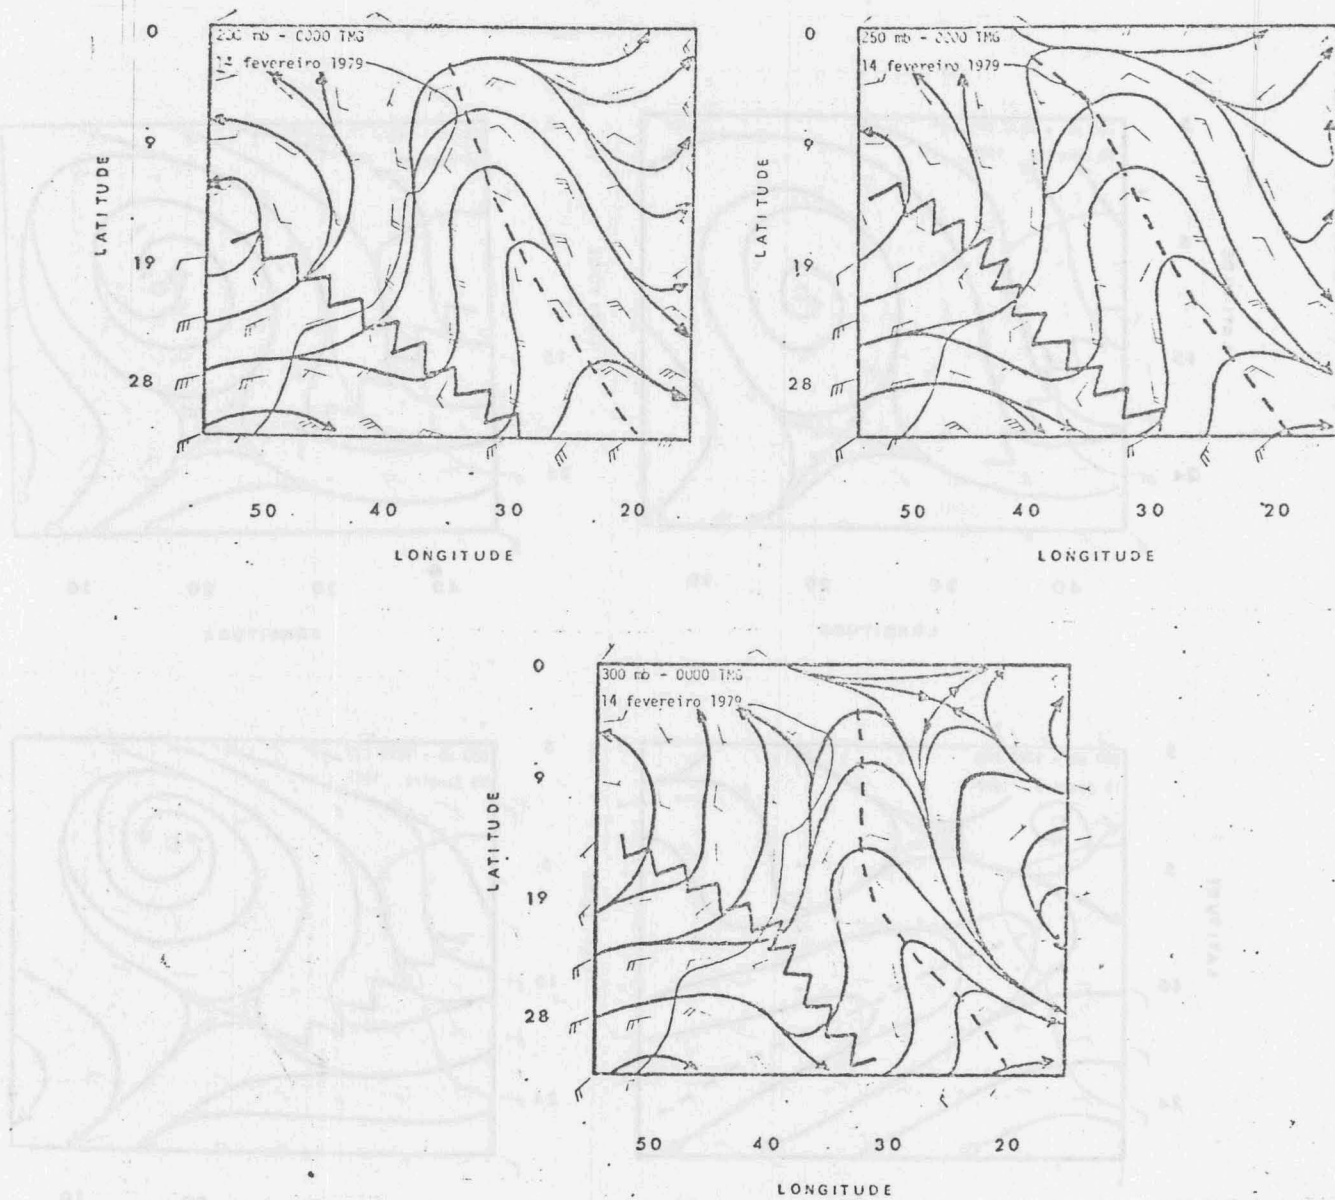 200 mb - 0000 TMG
14 fevereiro 1979
0
9
19
28
LATITUDE
50 40 30 20
LONGITUDE
250 mb - 0000 TMG
14 fevereiro 1979
0
9
19
28
LATITUDE
50 40 30 20
LONGITUDE
300 mb - 0000 TMG
14 fevereiro 1979
0
9
19
28
LATITUDE
50 40 30 20
LONGITUDE